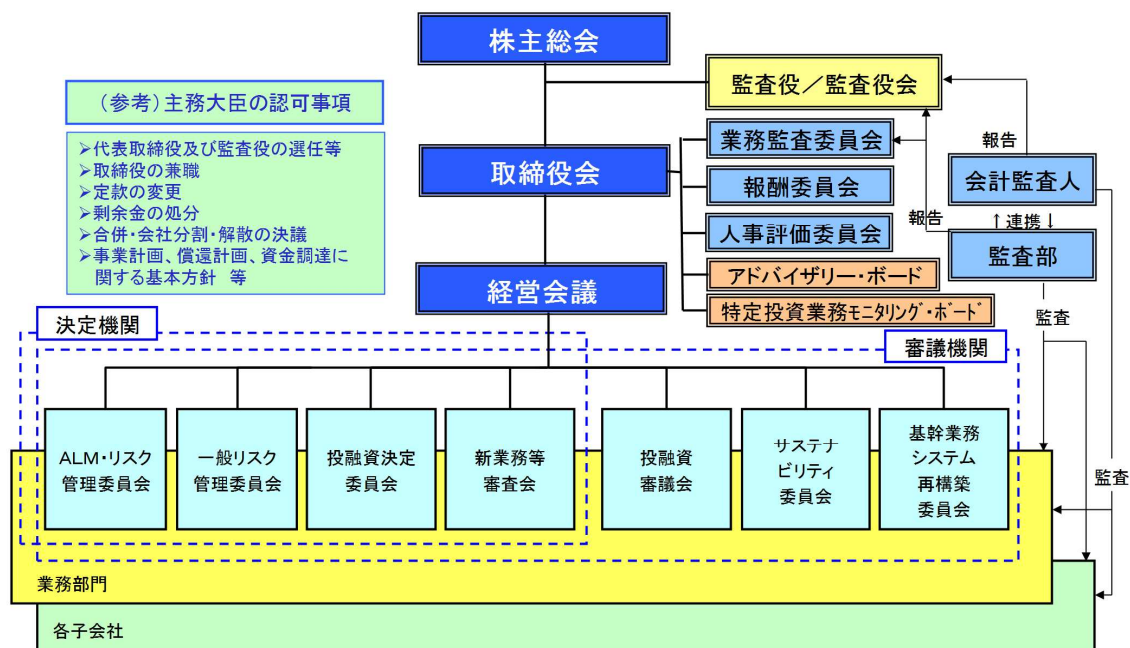 株主総会
監査役／監査役会
（参考）主務大臣の認可事項
➢代表取締役及び監査役の選任等
➢取締役の兼職
➢定款の変更
➢剰余金の処分
➢合併・会社分割・解散の決議
➢事業計画、償還計画、資金調達に
関する基本方針 等
取締役会
業務監査委員会
報酬委員会
人事評価委員会
アドバイザリー・ボード
特定投資業務モニタリング・ボード
報告
会計監査人
報告
↑連携↓
監査部
監査
経営会議
決定機関
審議機関
ALM・リスク
管理委員会
一般リスク
管理委員会
投融資決定
委員会
新業務等
審査会
投融資
審議会
サステナ
ビリティ
委員会
基幹業務
システム
再構築
委員会
監査
業務部門
各子会社